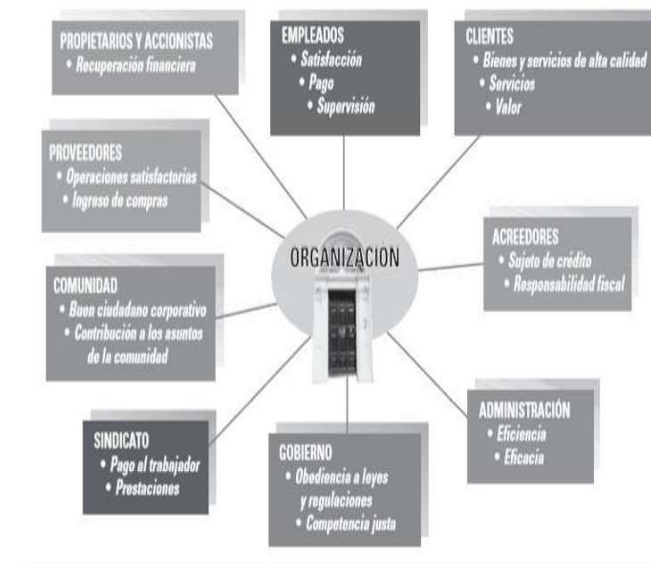 PROPIETARIOS Y ACCIONISTAS
• Recuperación financiera
EMPLEADOS
• Satisfacción
• Pago
• Supervisión
CLIENTES
• Bienes y servicios de alta calidad
• Servicios
• Valor
PROVEEDORES
• Operaciones satisfactorias
• Ingreso de compras
ORGANIZACIÓN
ACREEDORES
• Sujeto de crédito
• Responsabilidad fiscal
COMUNIDAD
• Buen ciudadano corporativo
• Contribución a los asuntos
de la comunidad
SINDICATO
• Pago al trabajador
• Prestaciones
GOBIERNO
• Obediencia a leyes
y regulaciones
• Competencia justa
ADMINISTRACIÓN
• Eficiencia
• Eficacia